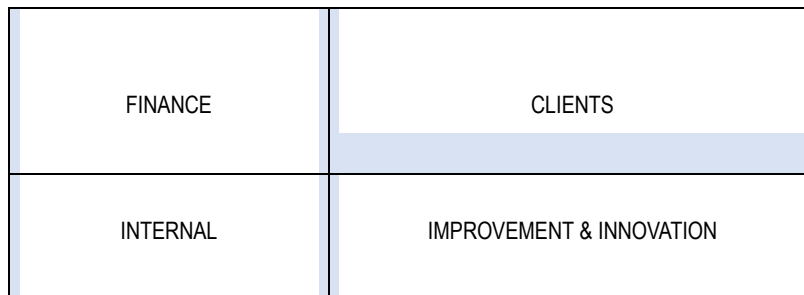 FINANCE
CLIENTS
INTERNAL
IMPROVEMENT & INNOVATION